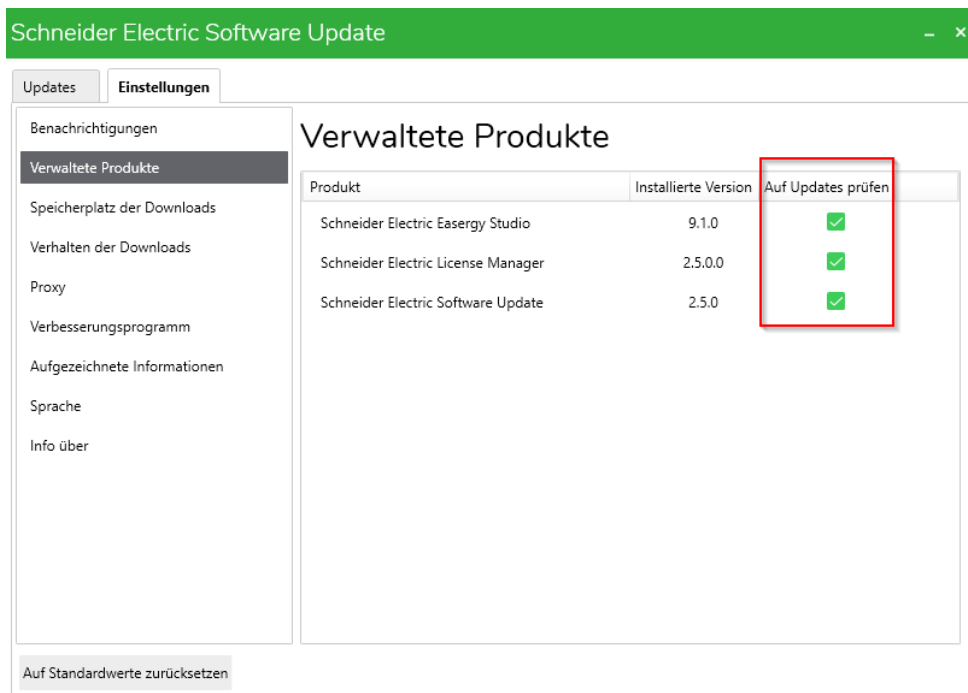 Schneider Electric Software Update
Updates
Einstellungen
Benachrichtigungen
Verwaltete Produkte
Speicherplatz der Downloads
Verhalten der Downloads
Proxy
Verbesserungsprogramm
Aufgezeichnete Informationen
Sprache
Info über
Verwaltete Produkte
Produkt Installierte Version Auf Updates prüfen
Schneider Electric Easergy Studio 9.1.0
Schneider Electric License Manager 2.5.0.0
Schneider Electric Software Update 2.5.0
Auf Standardwerte zurücksetzen